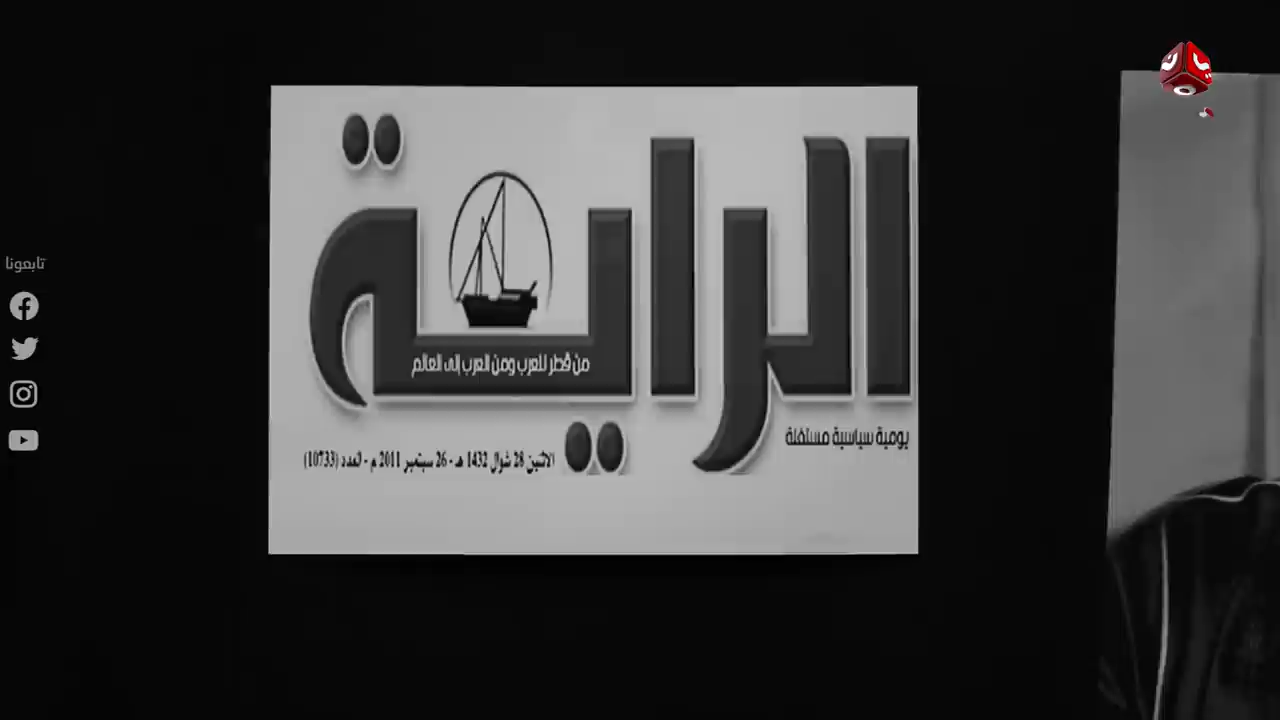 الراية
من قطر للعرب ومن العرب إلى العالم
يومية سياسية مستقلة
الاثنين 28 شوال 1432 هـ - 26 سبتمبر 2011 م - العدد (10733)
تابعونا